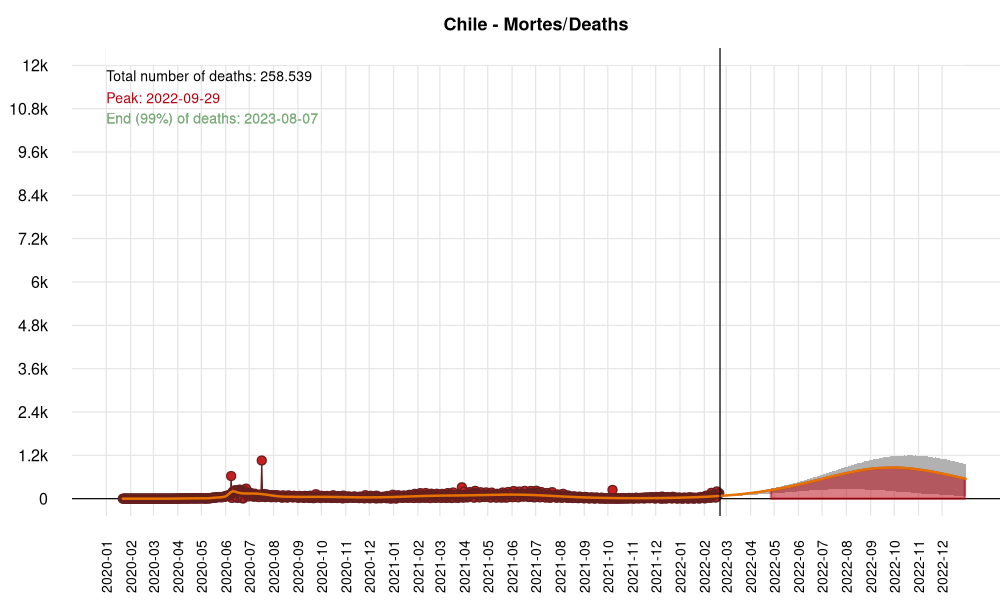 Chile - Mortes/Deaths
Total number of deaths: 258.539
Peak: 2022-09-29
End (99%) of deaths: 2023-08-07
12k
10.8k
9.6k
8.4k
7.2k
6k
4.8k
3.6k
2.4k
1.2k
0
2020-01
2020-02
2020-03
2020-04
2020-05
2020-06
2020-07
2020-08
2020-09
2020-10
2020-11
2020-12
2021-01
2021-02
2021-03
2021-04
2021-05
2021-06
2021-07
2021-08
2021-09
2021-10
2021-11
2021-12
2022-01
2022-02
2022-03
2022-04
2022-05
2022-06
2022-07
2022-08
2022-09
2022-10
2022-11
2022-12